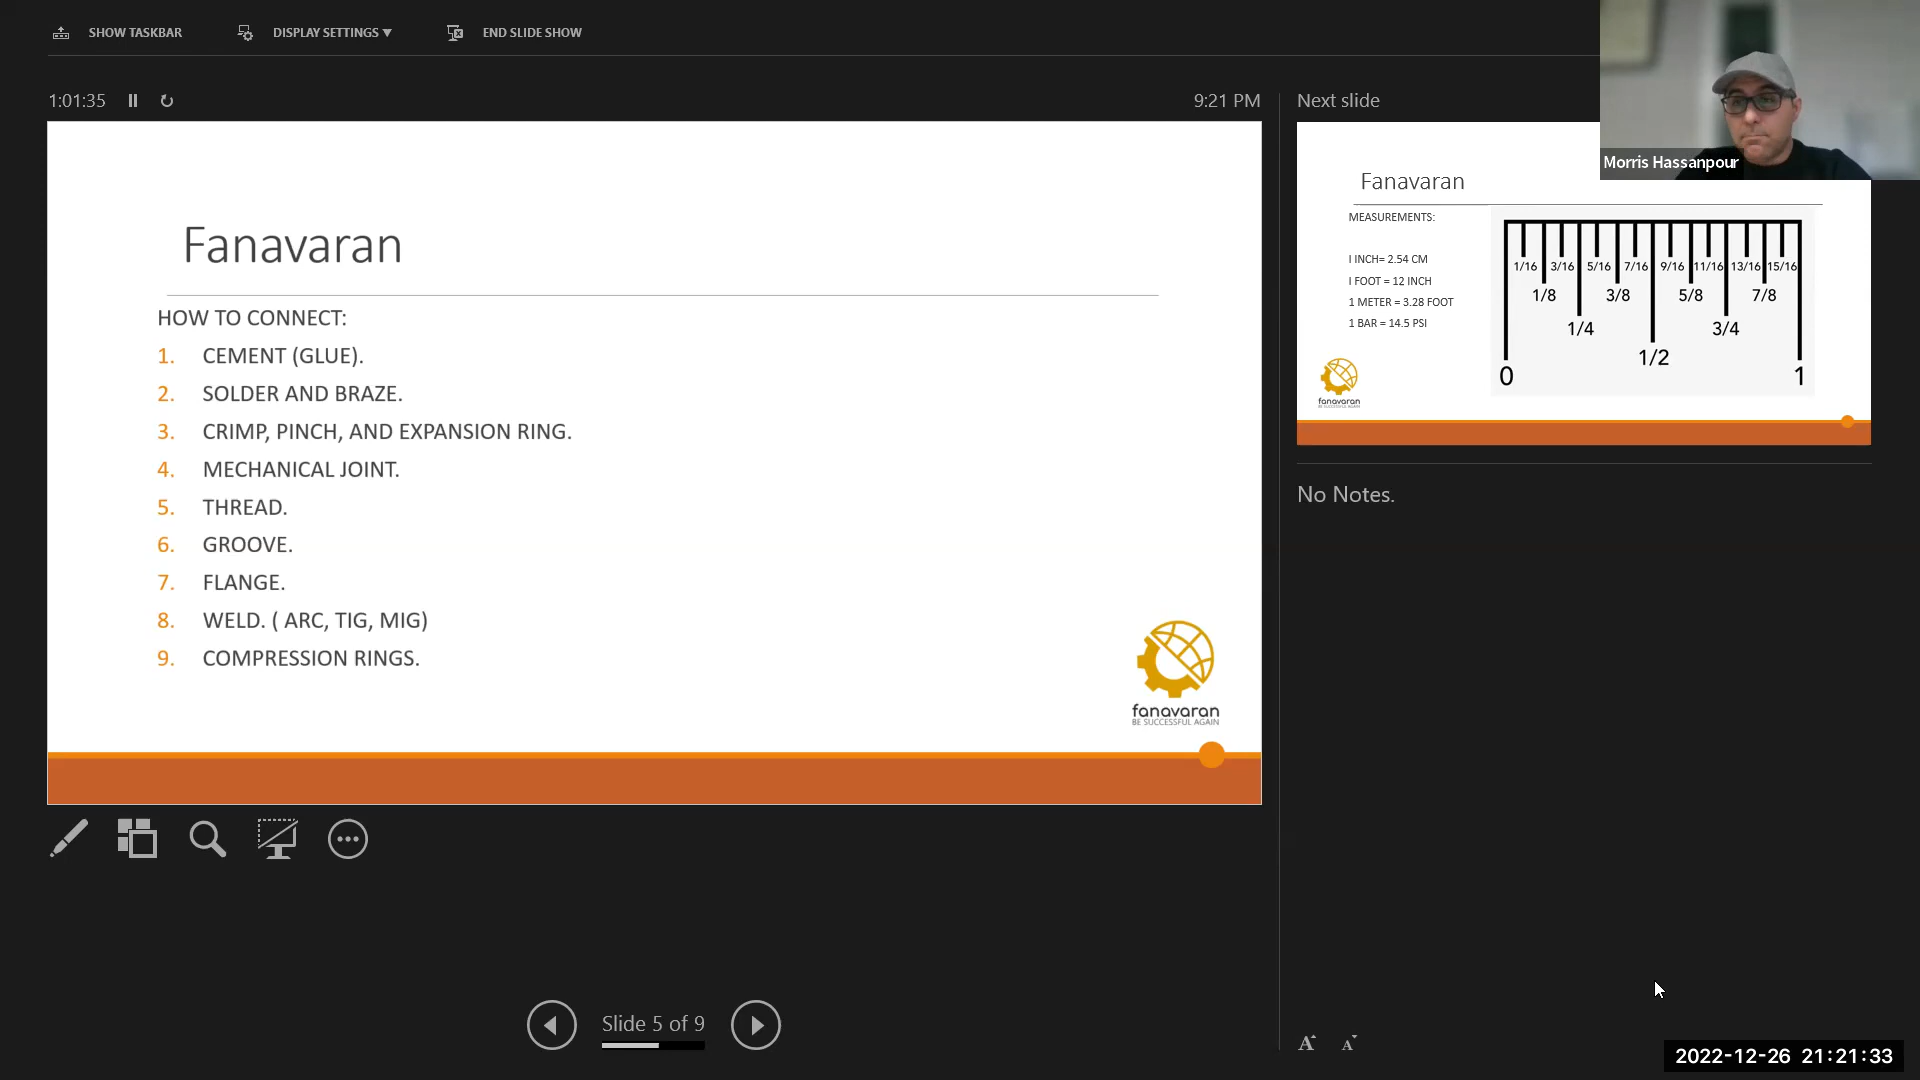 SHOW TASKBAR
DISPLAY SETTINGS ▼
END SLIDE SHOW
1:01:35
9:21 PM
Fanavaran
HOW TO CONNECT:
1. CEMENT (GLUE).
2. SOLDER AND BRAZE.
3. CRIMP, PINCH, AND EXPANSION RING.
4. MECHANICAL JOINT.
5. THREAD.
6. GROOVE.
7. FLANGE.
8. WELD. ( ARC, TIG, MIG)
9. COMPRESSION RINGS.
fanavaran
BE SUCCESSFUL AGAIN
Slide 5 of 9
Next slide
Morris Hassanpour
Fanavaran
MEASUREMENTS:
I INCH= 2.54 CM
I FOOT = 12 INCH
1 METER = 3.28 FOOT
1 BAR = 14.5 PSI
1/16 3/16 5/16 7/16 9/16 11/16 13/16 15/16
1/8 3/8 5/8 7/8
1/4 3/4
1/2
0 1
fanavaran
BE SUCCESSFUL AGAIN
No Notes.
A A
2022-12-26 21:21:33